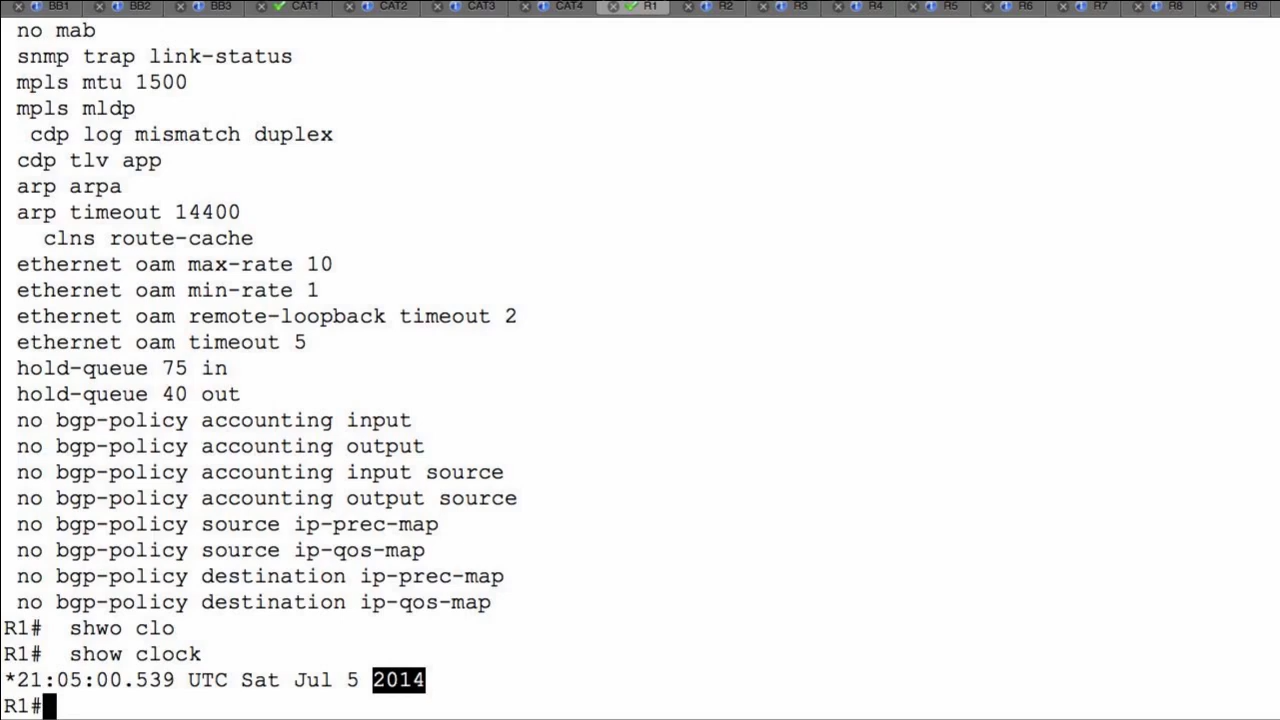 BB1 BB2 BB3 CAT1 CAT2 CAT3 CAT4 R1 R2 R3 R4 R5 R6 R7 R8 R9
no mab
snmp trap link-status
mpls mtu 1500
mpls mldp
cdp log mismatch duplex
cdp tlv app
arp arpa
arp timeout 14400
clns route-cache
ethernet oam max-rate 10
ethernet oam min-rate 1
ethernet oam remote-loopback timeout 2
ethernet oam timeout 5
hold-queue 75 in
hold-queue 40 out
no bgp-policy accounting input
no bgp-policy accounting output
no bgp-policy accounting input source
no bgp-policy accounting output source
no bgp-policy source ip-prec-map
no bgp-policy source ip-qos-map
no bgp-policy destination ip-prec-map
no bgp-policy destination ip-qos-map
R1#  shwo clo
R1#  show clock
*21:05:00.539 UTC Sat Jul 5 2014
R1#